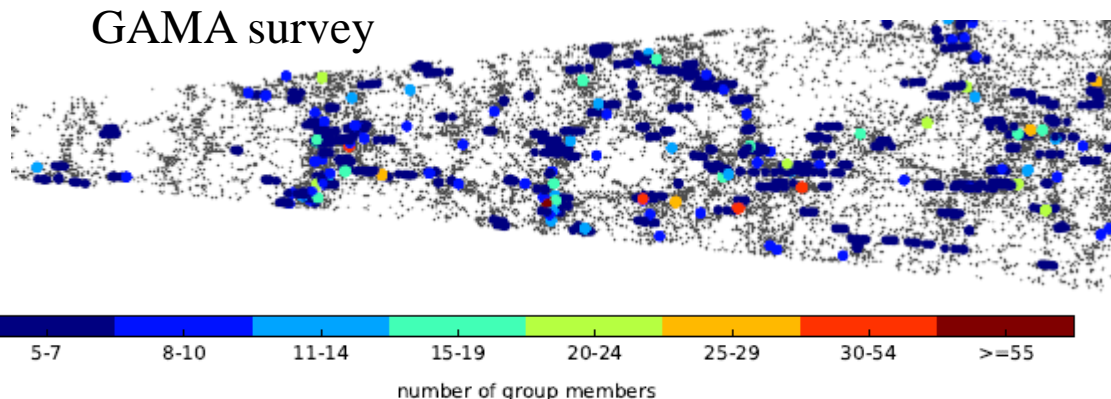 GAMA survey
5-7 8-10 11-14 15-19 20-24 25-29 30-54 >=55
number of group members